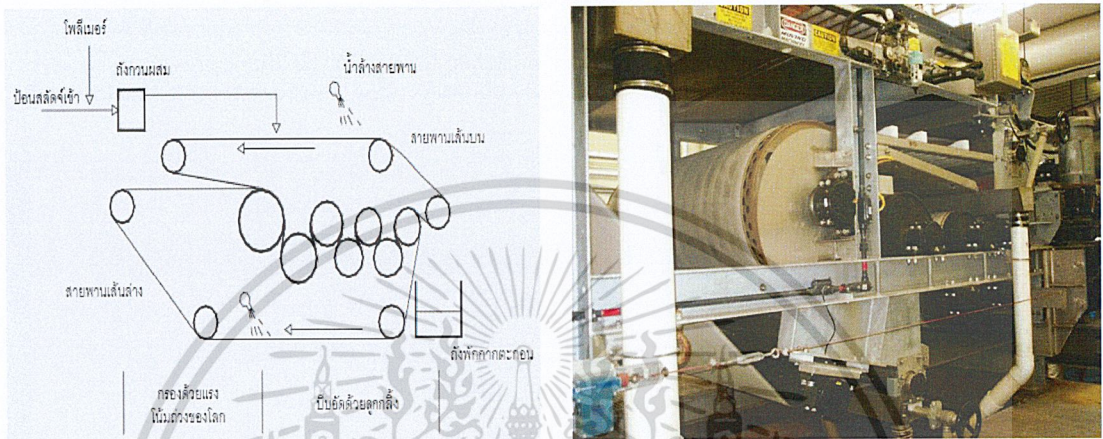 โพลีเมอร์
ถังกวนผสม
ป้อนสลัดจ์เข้า
น้ำล้างสายพาน
สายพานเส้นบน
สายพานเส้นล่าง
ถังพักกากตะกอน
กรองด้วยแรง
โน้มถ่วงของโลก
บีบอัดด้วยลูกกลิ้ง
CAUTION
DANGER
CAUTION
CAUTION